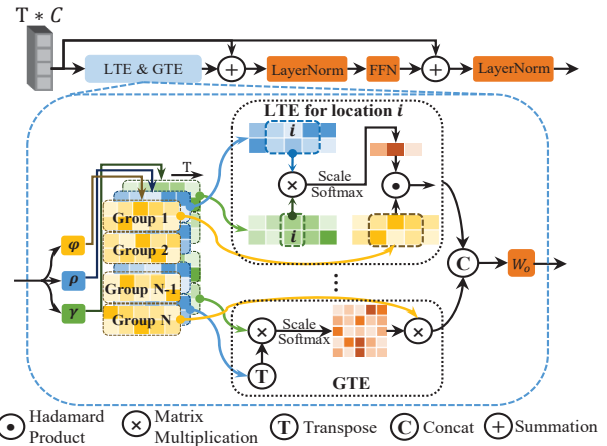 T * C
LTE & GTE
+
LayerNorm
FFN
+
LayerNorm
LTE for location i
i
T
Scale
Softmax
×
Group 1
i
Group 2
φ
ρ
γ
Group N-1
Group N
C
W_o
...
Scale
Softmax
×
×
T
GTE
Hadamard
Product
× Matrix
Multiplication
T Transpose
C Concat
+ Summation